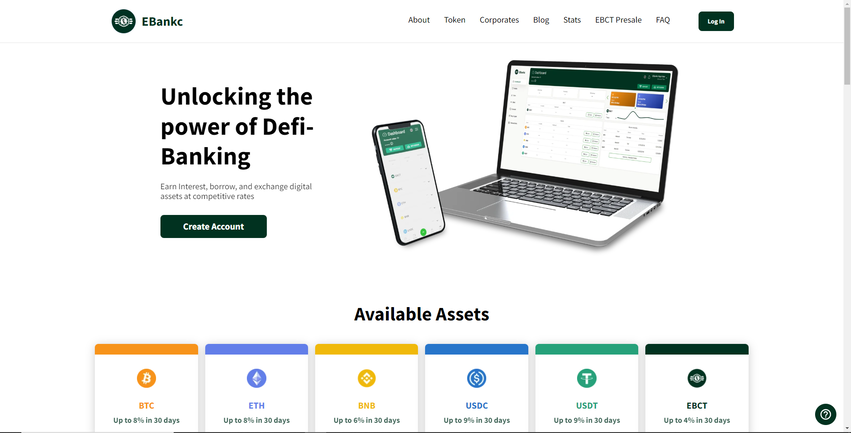 EBankc
About
Token
Corporates
Blog
Stats
EBCT Presale
FAQ
Log In
Unlocking the
power of Defi-
Banking
Earn Interest, borrow, and exchange digital
assets at competitive rates
Create Account
Dashboard
Available Assets
BTC
Up to 8% in 30 days
ETH
Up to 8% in 30 days
BNB
Up to 6% in 30 days
USDC
Up to 9% in 30 days
USDT
Up to 9% in 30 days
EBCT
Up to 4% in 30 days